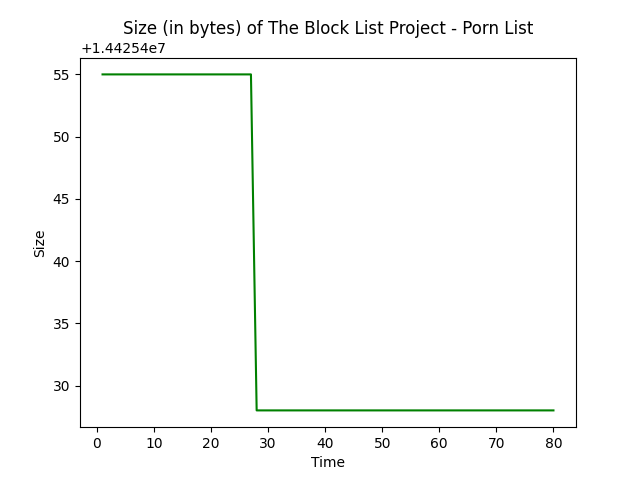 Size (in bytes) of The Block List Project - Porn List
+1.44254e7
55
50
45
40
35
30
Size
0 10 20 30 40 50 60 70 80
Time